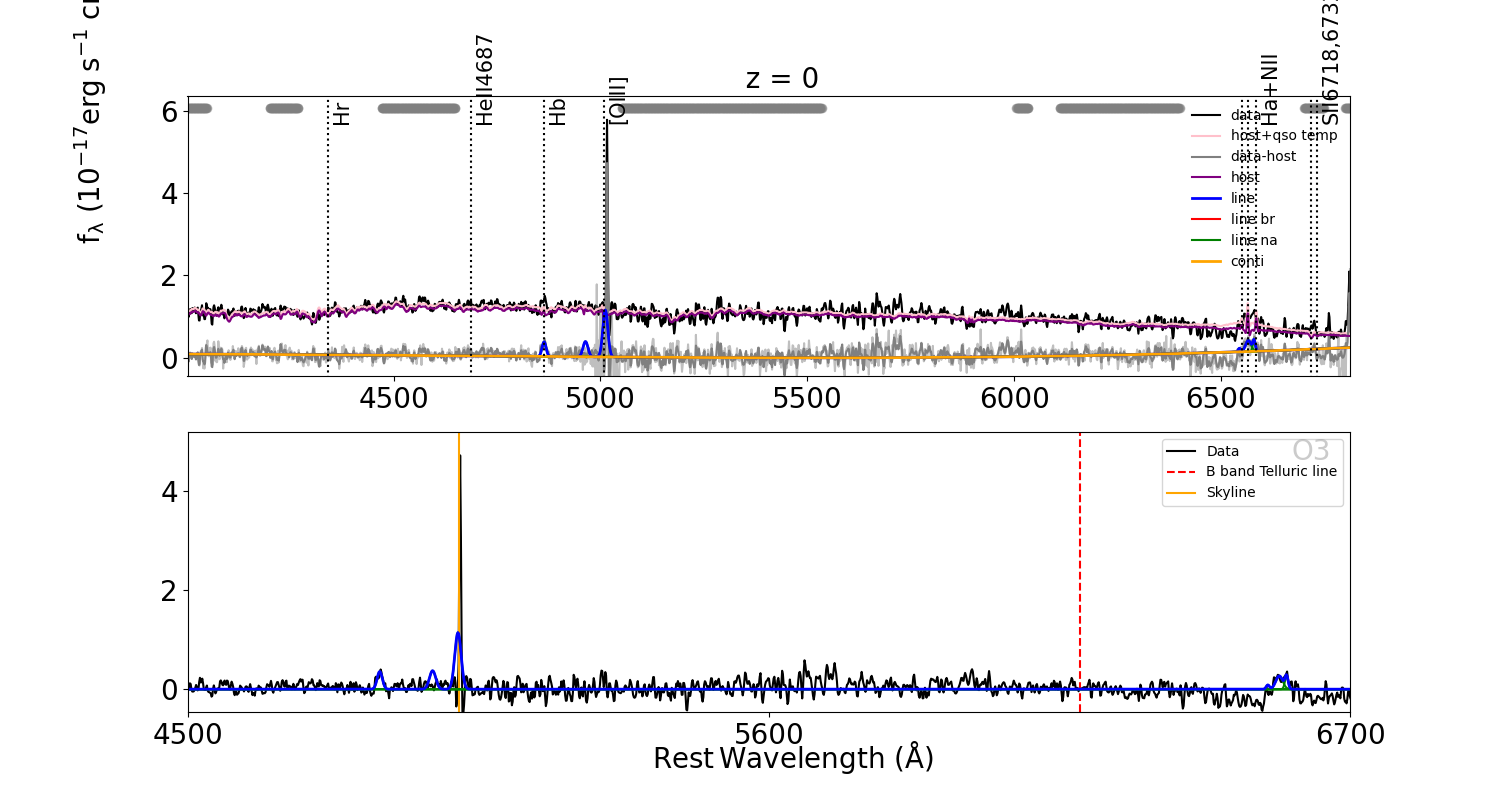 z = 0
f_λ (10^−17 erg s^−1 c
Hr
HeII4687
Hb
[OIII]
Ha+NII
SII6718,673
data
host+qso temp
data-host
host
line
line br
line na
conti
6
4
2
0
4500 5000 5500 6000 6500
O3
Data
B band Telluric line
Skyline
4
2
0
4500 5600 6700
Rest Wavelength (Å)